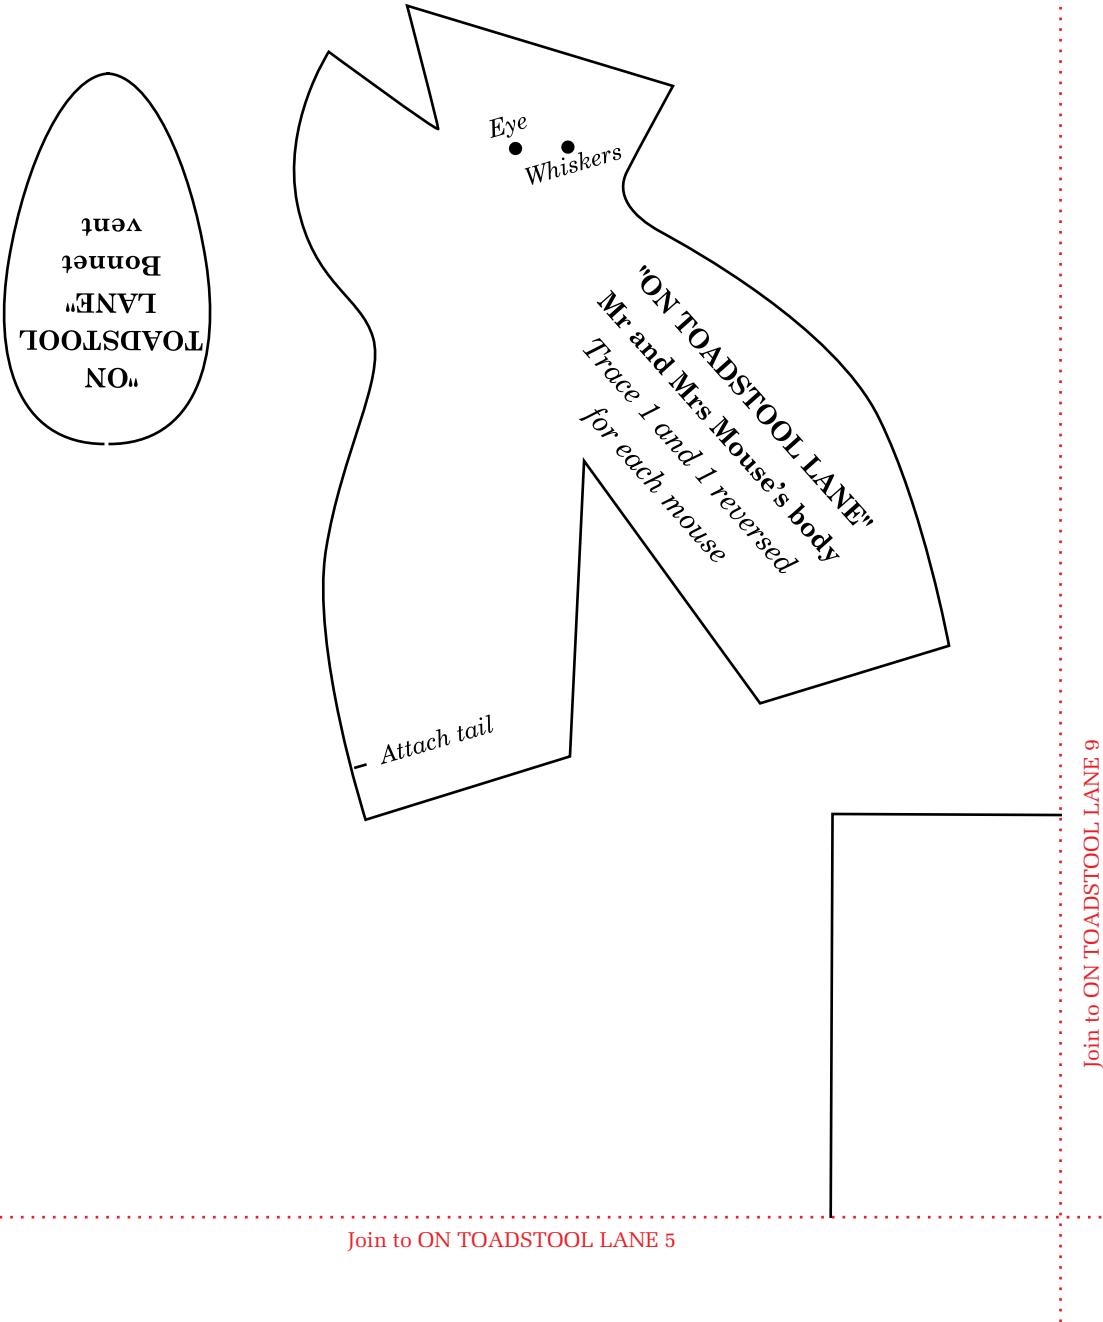 "ON
TOADSTOOL
LANE"
Bonnet
vent
Eye
Whiskers
"ON TOADSTOOL LANE"
Mr and Mrs Mouse’s body
Trace 1 and 1 reversed
for each mouse
Attach tail
Join to ON TOADSTOOL LANE 9
Join to ON TOADSTOOL LANE 5